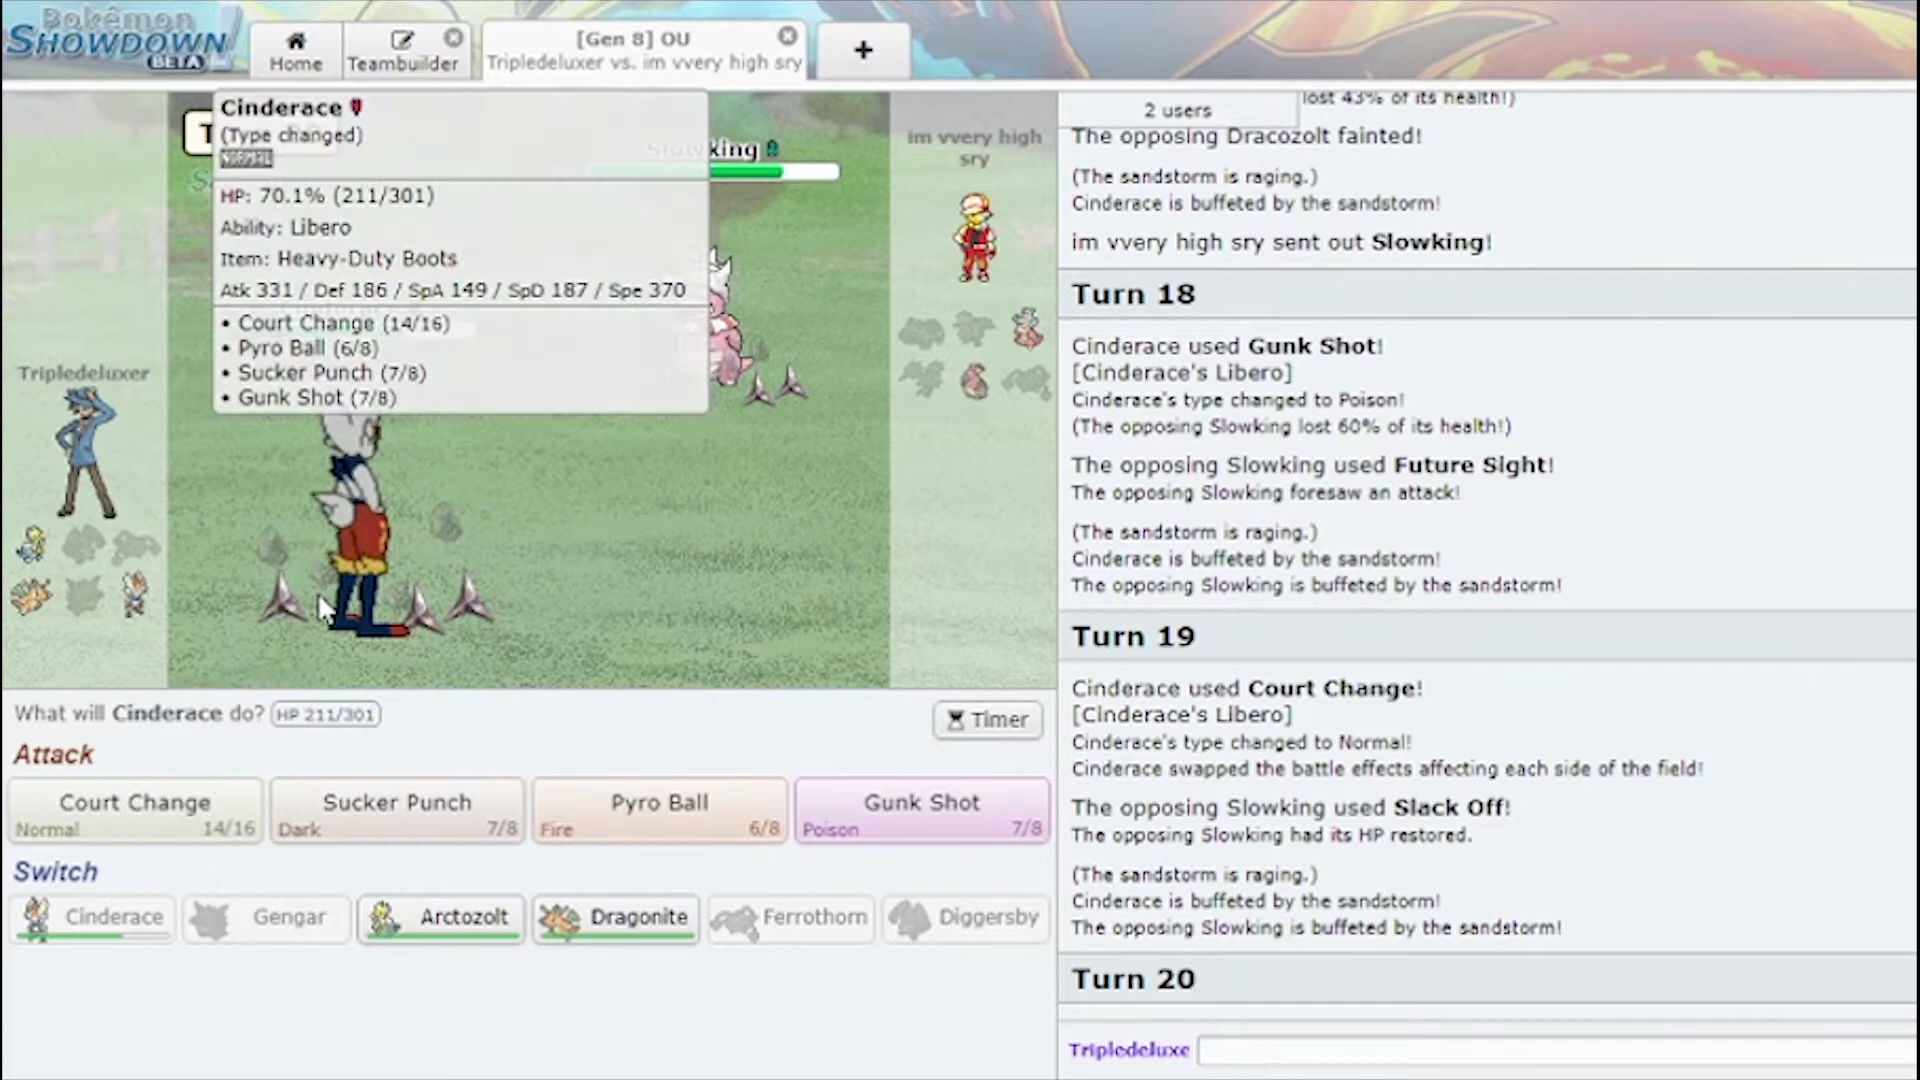 Pokémon
SHOWDOWN
BETA
Home
Teambuilder
[Gen 8] OU
Tripledeluxer vs. im vvery high sry
+
Cinderace
(Type changed)
NORMAL
HP: 70.1% (211/301)
Ability: Libero
Item: Heavy-Duty Boots
Atk 331 / Def 186 / SpA 149 / SpD 187 / Spe 370
• Court Change (14/16)
• Pyro Ball (6/8)
• Sucker Punch (7/8)
• Gunk Shot (7/8)
Slowking
im vvery high
sry
Tripledeluxer
2 users
lost 43% of its health!)
The opposing Dracozolt fainted!
(The sandstorm is raging.)
Cinderace is buffeted by the sandstorm!
im vvery high sry sent out Slowking!
Turn 18
Cinderace used Gunk Shot!
[Cinderace's Libero]
Cinderace's type changed to Poison!
(The opposing Slowking lost 60% of its health!)
The opposing Slowking used Future Sight!
The opposing Slowking foresaw an attack!
(The sandstorm is raging.)
Cinderace is buffeted by the sandstorm!
The opposing Slowking is buffeted by the sandstorm!
Turn 19
Cinderace used Court Change!
[Cinderace's Libero]
Cinderace's type changed to Normal!
Cinderace swapped the battle effects affecting each side of the field!
The opposing Slowking used Slack Off!
The opposing Slowking had its HP restored.
(The sandstorm is raging.)
Cinderace is buffeted by the sandstorm!
The opposing Slowking is buffeted by the sandstorm!
Turn 20
Tripledeluxe
What will Cinderace do? HP 211/301
Timer
Attack
Court Change
Normal 14/16
Sucker Punch
Dark 7/8
Pyro Ball
Fire 6/8
Gunk Shot
Poison 7/8
Switch
Cinderace
Gengar
Arctozolt
Dragonite
Ferrothorn
Diggersby